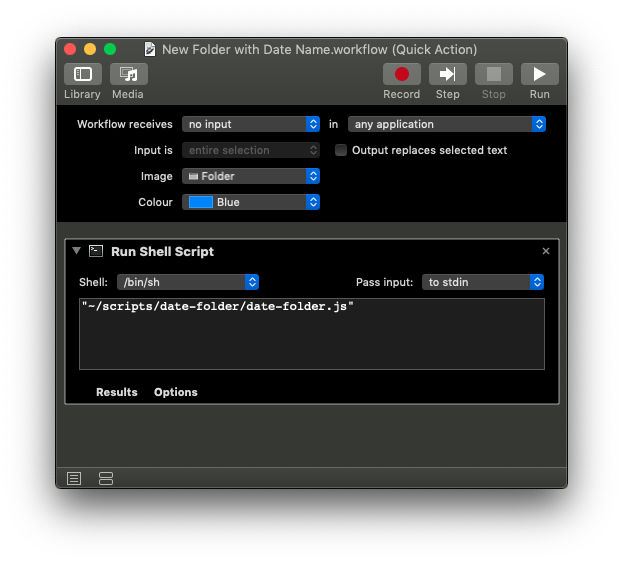 New Folder with Date Name.workflow (Quick Action)
Library Media Record Step Stop Run
Workflow receives no input in any application
Input is entire selection Output replaces selected text
Image Folder
Colour Blue
Run Shell Script
Shell: /bin/sh Pass input: to stdin
"~/scripts/date-folder/date-folder.js"
Results Options